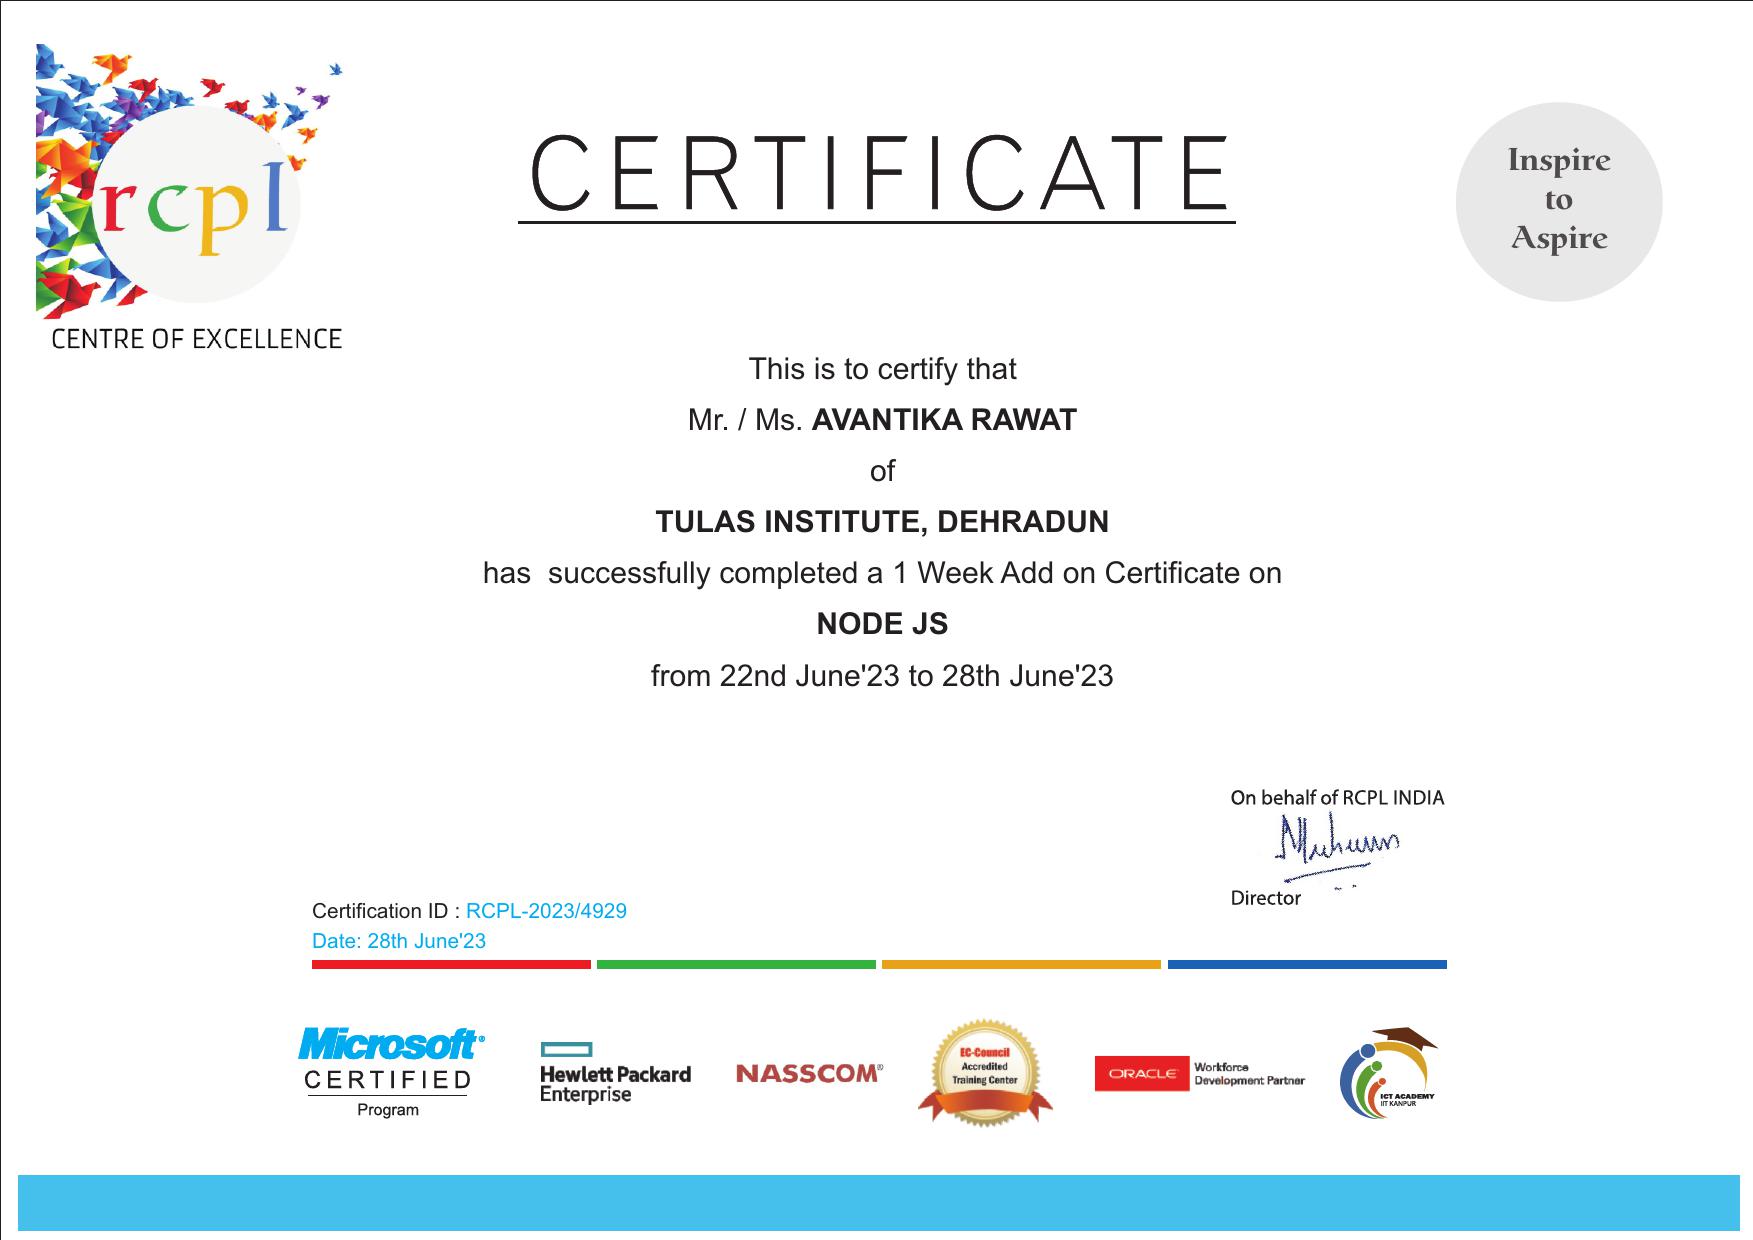 rcpl
CENTRE OF EXCELLENCE
CERTIFICATE
Inspire
to
Aspire
This is to certify that
Mr. / Ms. AVANTIKA RAWAT
of
TULAS INSTITUTE, DEHRADUN
has  successfully completed a 1 Week Add on Certificate on
NODE JS
from 22nd June'23 to 28th June'23
On behalf of RCPL INDIA
Director
Certification ID : RCPL-2023/4929
Date: 28th June'23
Microsoft®
CERTIFIED
Program
Hewlett Packard
Enterprise
NASSCOM®
EC-Council
Accredited
Training Center
ORACLE
Workforce
Development Partner
ICT ACADEMY
IIT KANPUR